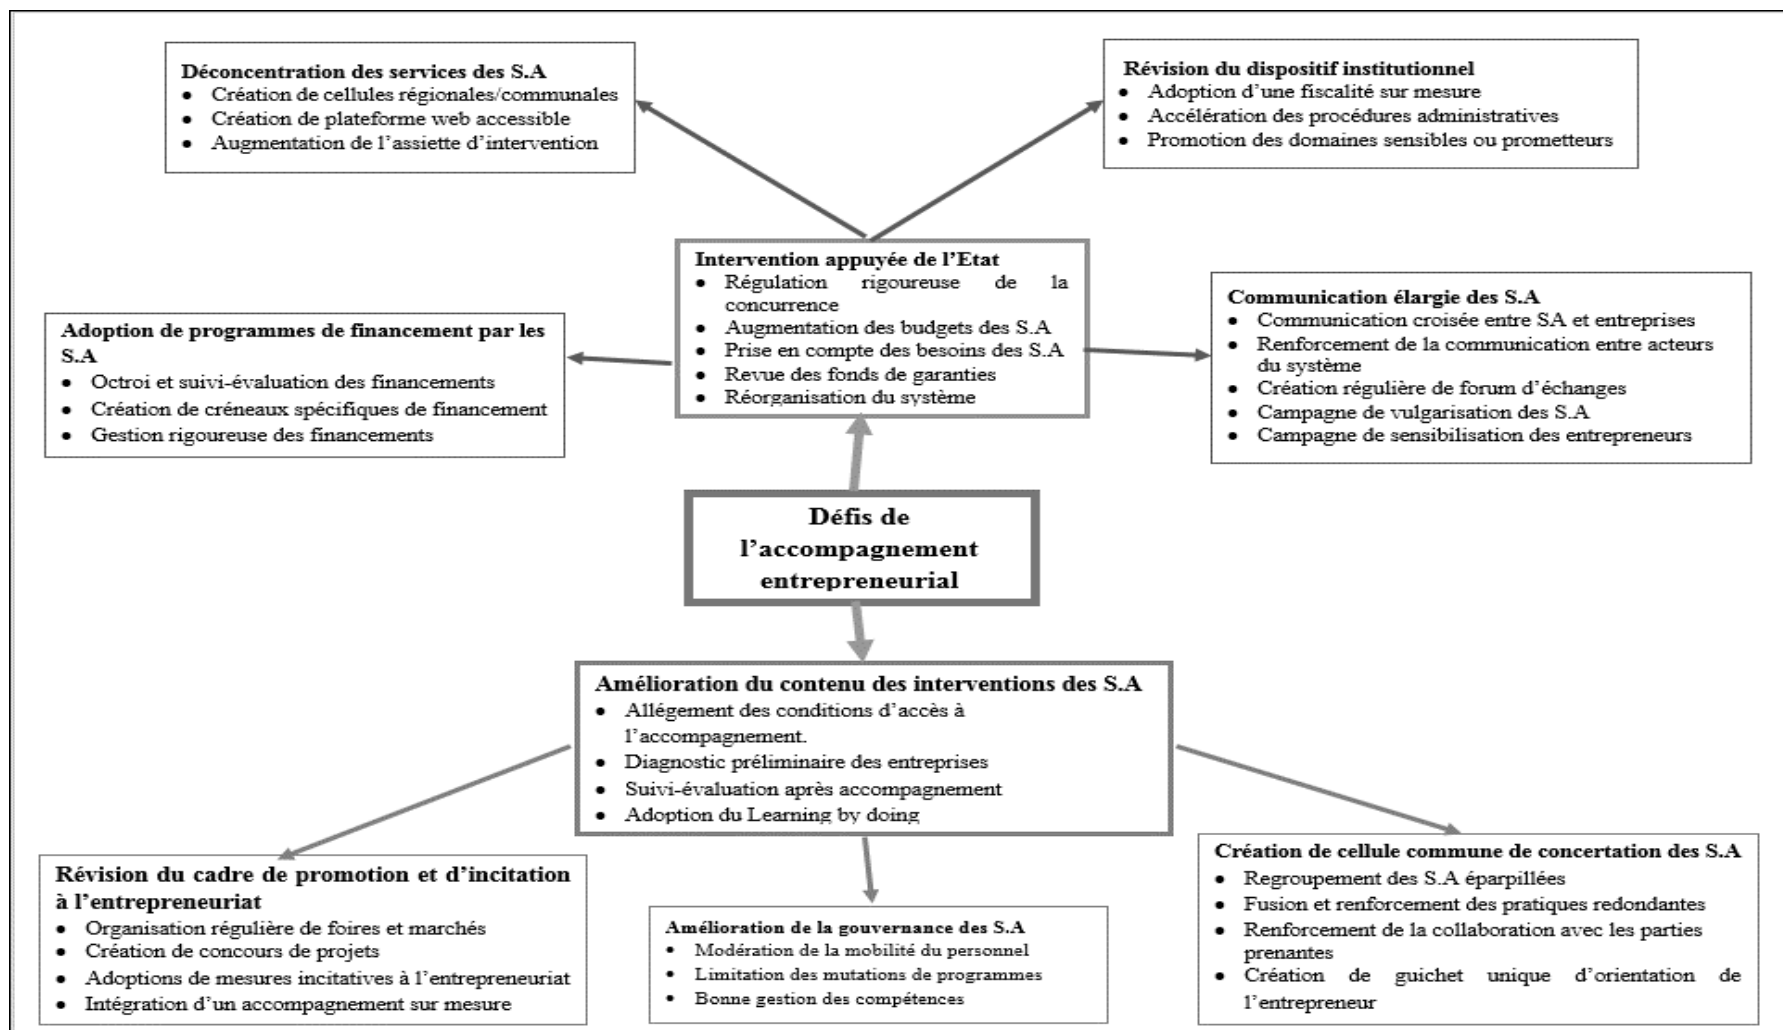 Déconcentration des services des S.A
• Création de cellules régionales/communales
• Création de plateforme web accessible
• Augmentation de l'assiette d'intervention
Révision du dispositif institutionnel
• Adoption d'une fiscalité sur mesure
• Accélération des procédures administratives
• Promotion des domaines sensibles ou prometteurs
Intervention appuyée de l'Etat
• Régulation rigoureuse de la
concurrence
• Augmentation des budgets des S.A
• Prise en compte des besoins des S.A
• Revue des fonds de garanties
• Réorganisation du système
Adoption de programmes de financement par les
S.A
• Octroi et suivi-évaluation des financements
• Création de créneaux spécifiques de financement
• Gestion rigoureuse des financements
Communication élargie des S.A
• Communication croisée entre SA et entreprises
• Renforcement de la communication entre acteurs
du système
• Création régulière de forum d'échanges
• Campagne de vulgarisation des S.A
• Campagne de sensibilisation des entrepreneurs
Défis de
l'accompagnement
entrepreneurial
Amélioration du contenu des interventions des S.A
• Allégement des conditions d'accès à
l'accompagnement.
• Diagnostic préliminaire des entreprises
• Suivi-évaluation après accompagnement
• Adoption du Learning by doing
Révision du cadre de promotion et d'incitation
à l'entrepreneuriat
• Organisation régulière de foires et marchés
• Création de concours de projets
• Adoptions de mesures incitatives à l'entrepreneuriat
• Intégration d'un accompagnement sur mesure
Amélioration de la gouvernance des S.A
• Modération de la mobilité du personnel
• Limitation des mutations de programmes
• Bonne gestion des compétences
Création de cellule commune de concertation des S.A
• Regroupement des S.A éparpillées
• Fusion et renforcement des pratiques redondantes
• Renforcement de la collaboration avec les parties
prenantes
• Création de guichet unique d'orientation de
l'entrepreneur